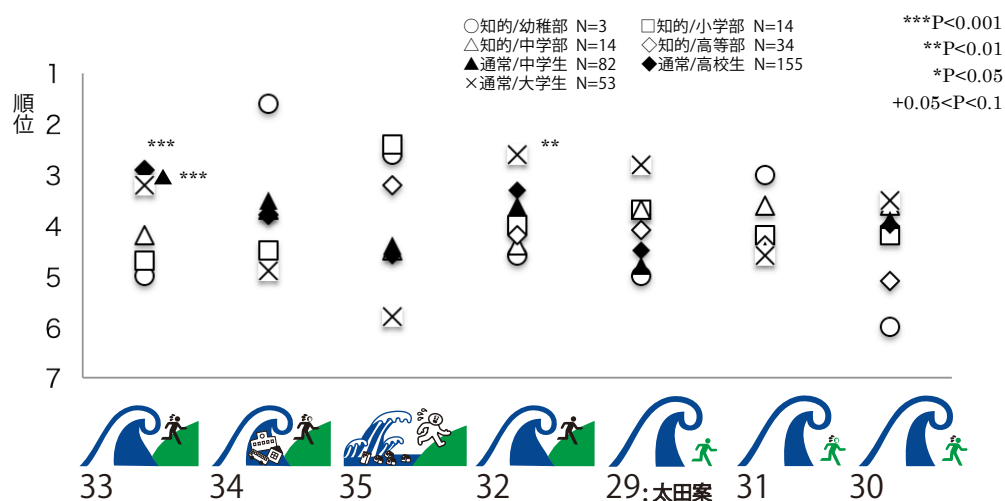 ○知的/幼稚部 N=3 □知的/小学部 N=14
△知的/中学部 N=14 ◇知的/高等部 N=34
▲通常/中学生 N=82 ◆通常/高校生 N=155
×通常/大学生 N=53
***P<0.001
**P<0.01
*P<0.05
+0.05<P<0.1
順位
1
2
3
4
5
6
7
***
***
**
33 34 35 32 29:太田案 31 30